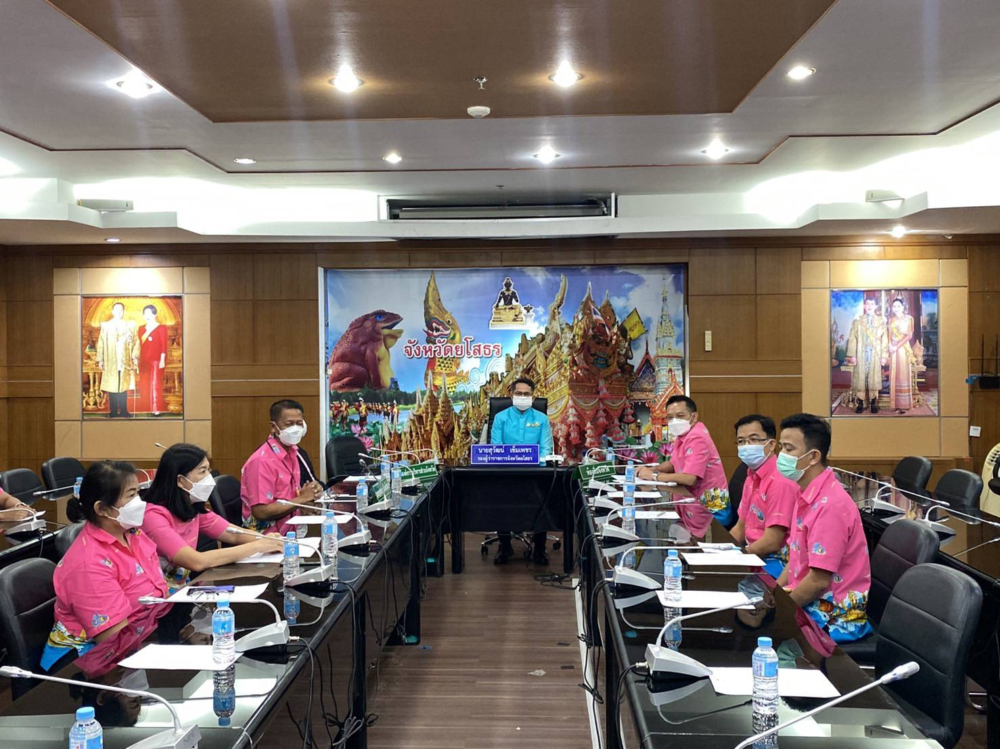 จังหวัดยโสธร
นายสุวัฒน์ เข็มเพชร
รองผู้ว่าราชการจังหวัดยโสธร